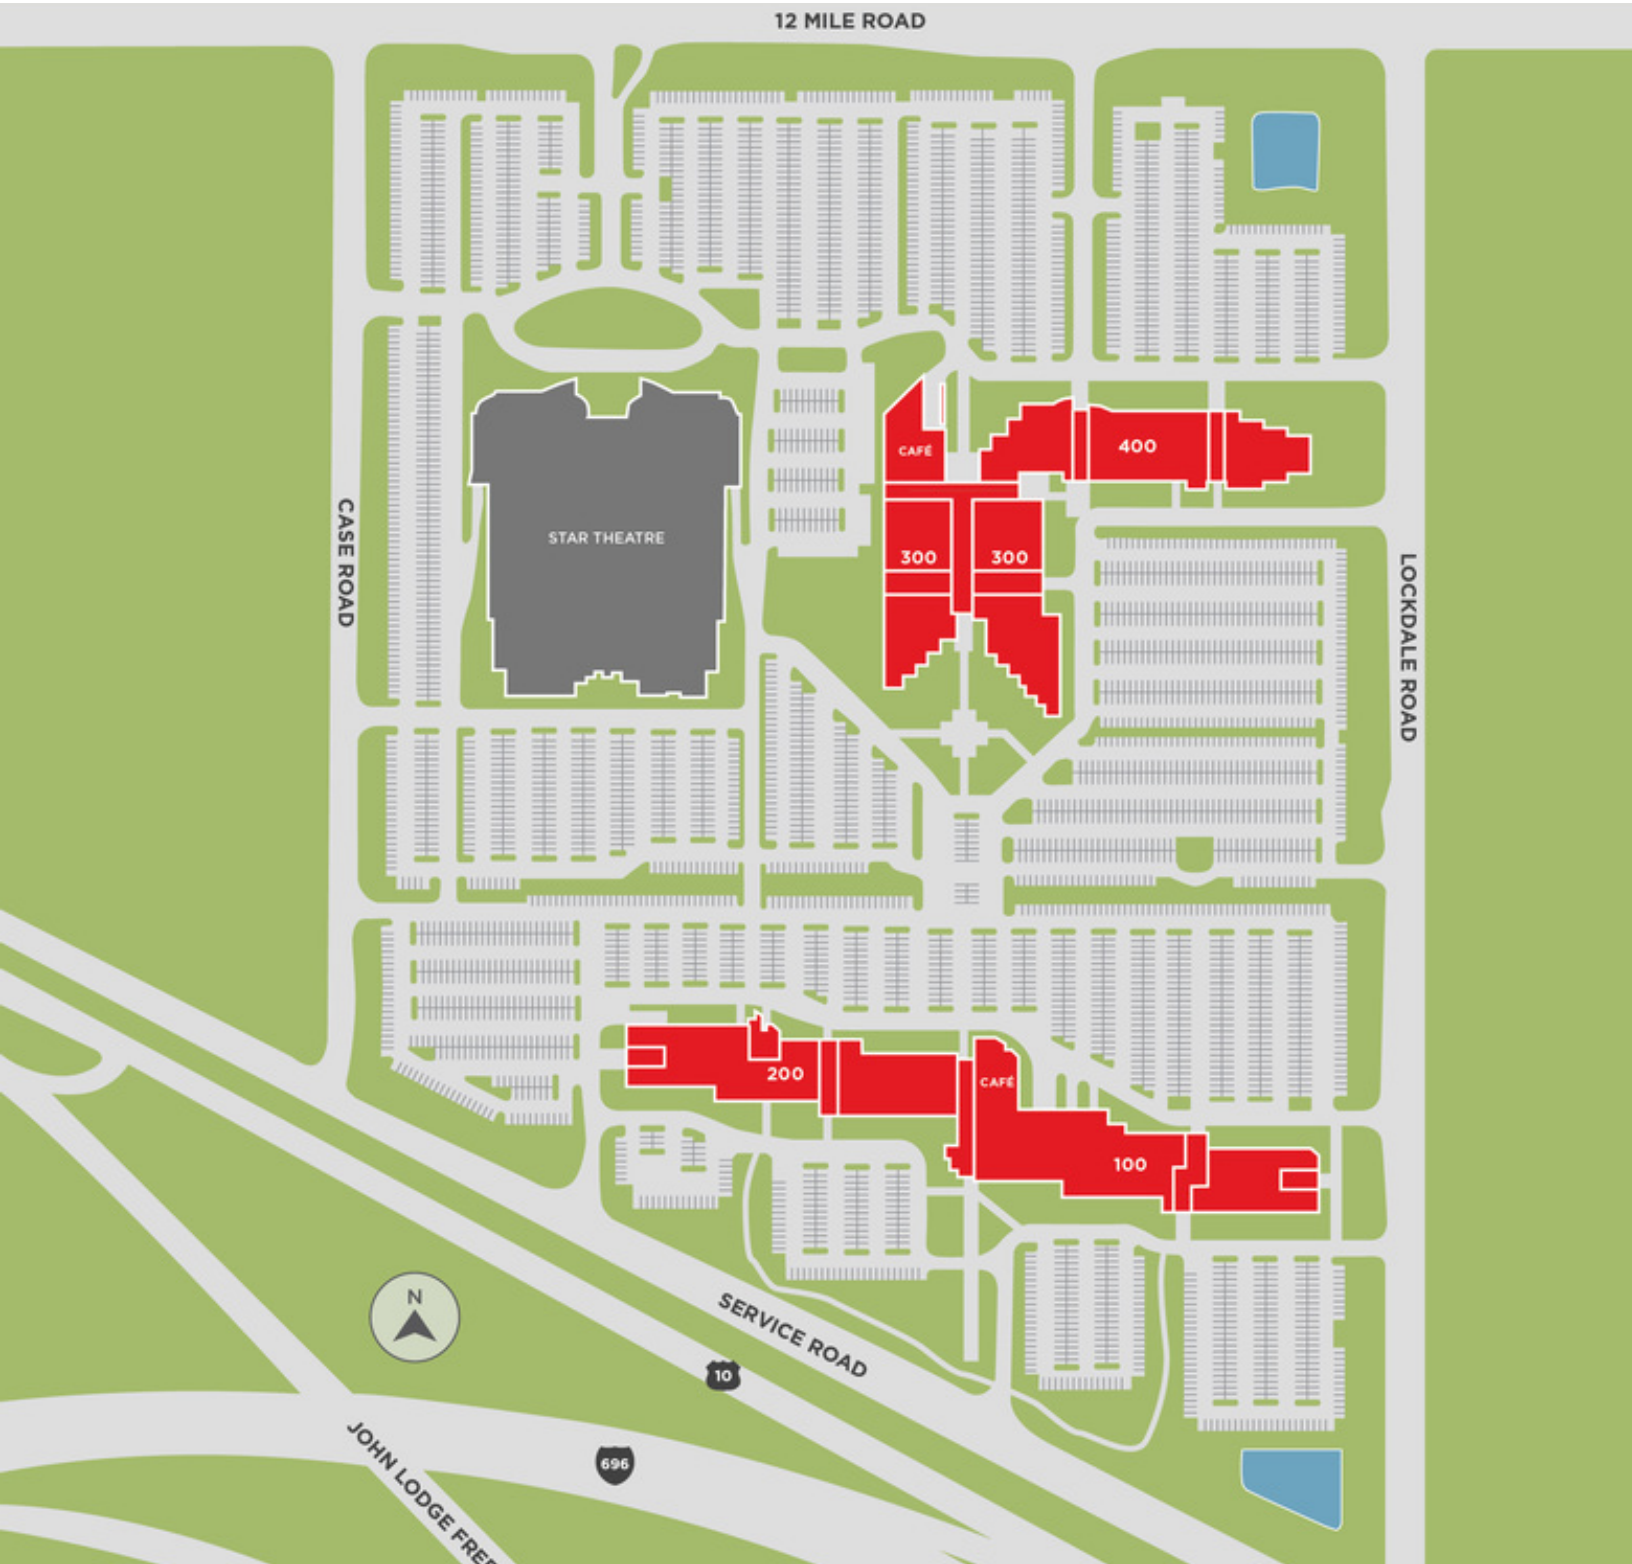 12 MILE ROAD
CAFÉ
400
CASE ROAD
STAR THEATRE
300
300
LOCKDALE ROAD
200
CAFÉ
100
N
SERVICE ROAD
10
696
JOHN LODGE FREE